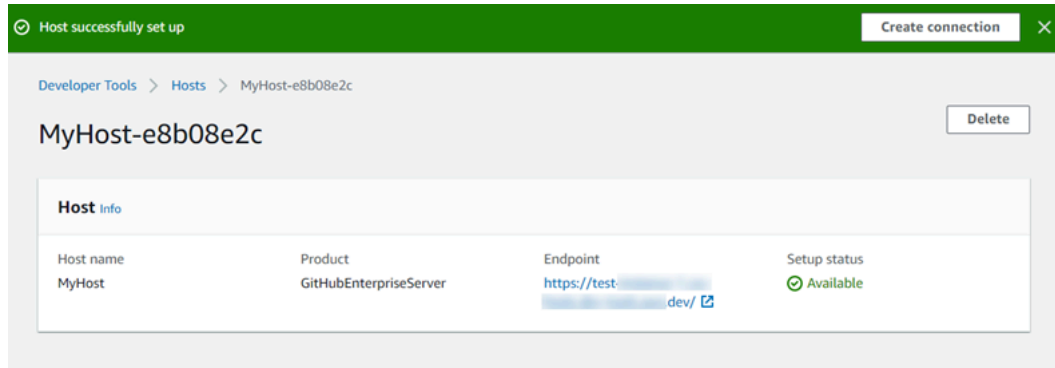 Host successfully set up
Create connection
Developer Tools > Hosts > MyHost-e8b08e2c
MyHost-e8b08e2c
Delete
Host Info
Host name
Product
Endpoint
Setup status
MyHost
GitHubEnterpriseServer
https://test-
dev/
Available